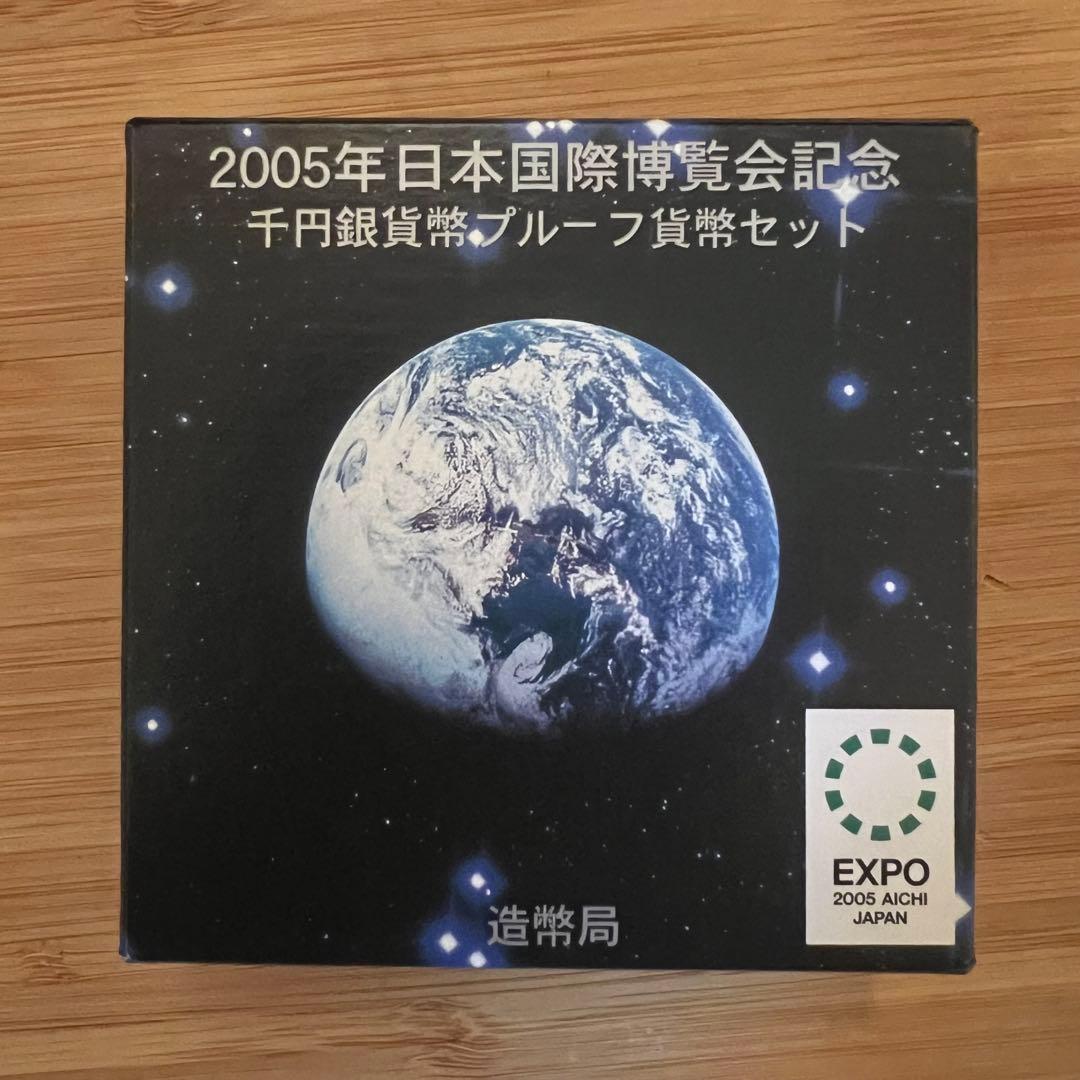 2005年日本国際博覧会記念
千円銀貨幣プルーフ貨幣セット
EXPO
2005 AICHI
JAPAN
造幣局